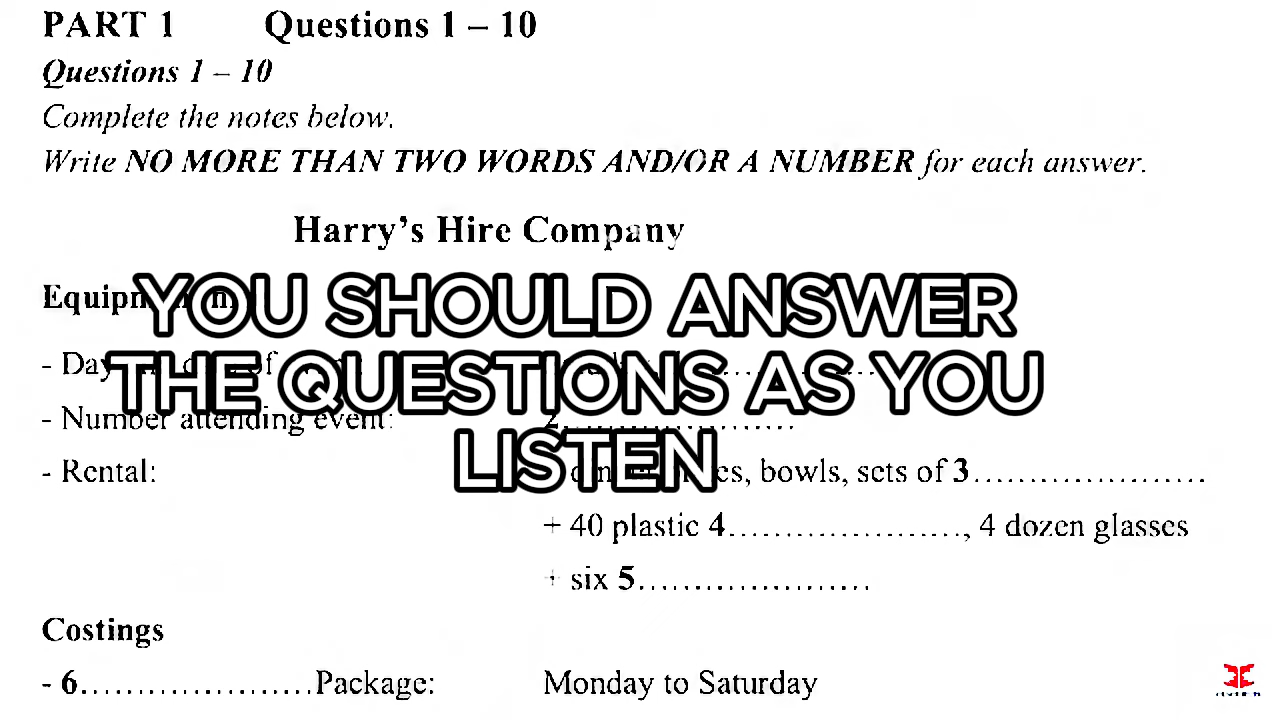 PART 1 Questions 1 – 10
Questions 1 – 10
Complete the notes below.
Write NO MORE THAN TWO WORDS AND/OR A NUMBER for each answer.
Harry's Hire Company
YOU SHOULD ANSWER
THE QUESTIONS AS YOU
LISTEN
- Number attending event: 2....................
- Rental: bowls, sets of 3....................
+ 40 plastic 4...................., 4 dozen glasses
+ six 5....................
Costings
- 6....................Package: Monday to Saturday